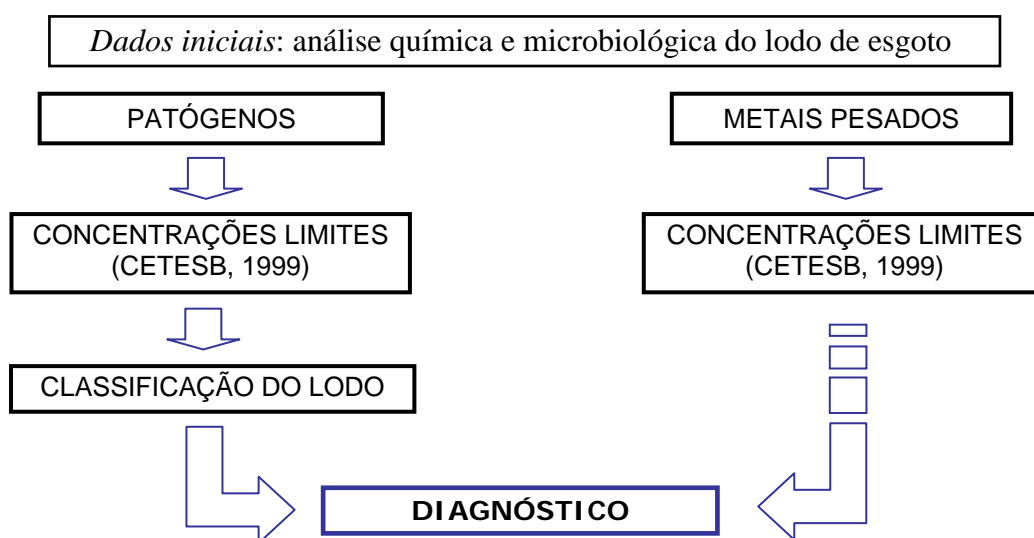 Dados iniciais: análise química e microbiológica do lodo de esgoto
PATÓGENOS
METAIS PESADOS
CONCENTRAÇÕES LIMITES
(CETESB, 1999)
CONCENTRAÇÕES LIMITES
(CETESB, 1999)
CLASSIFICAÇÃO DO LODO
DIAGNÓSTICO